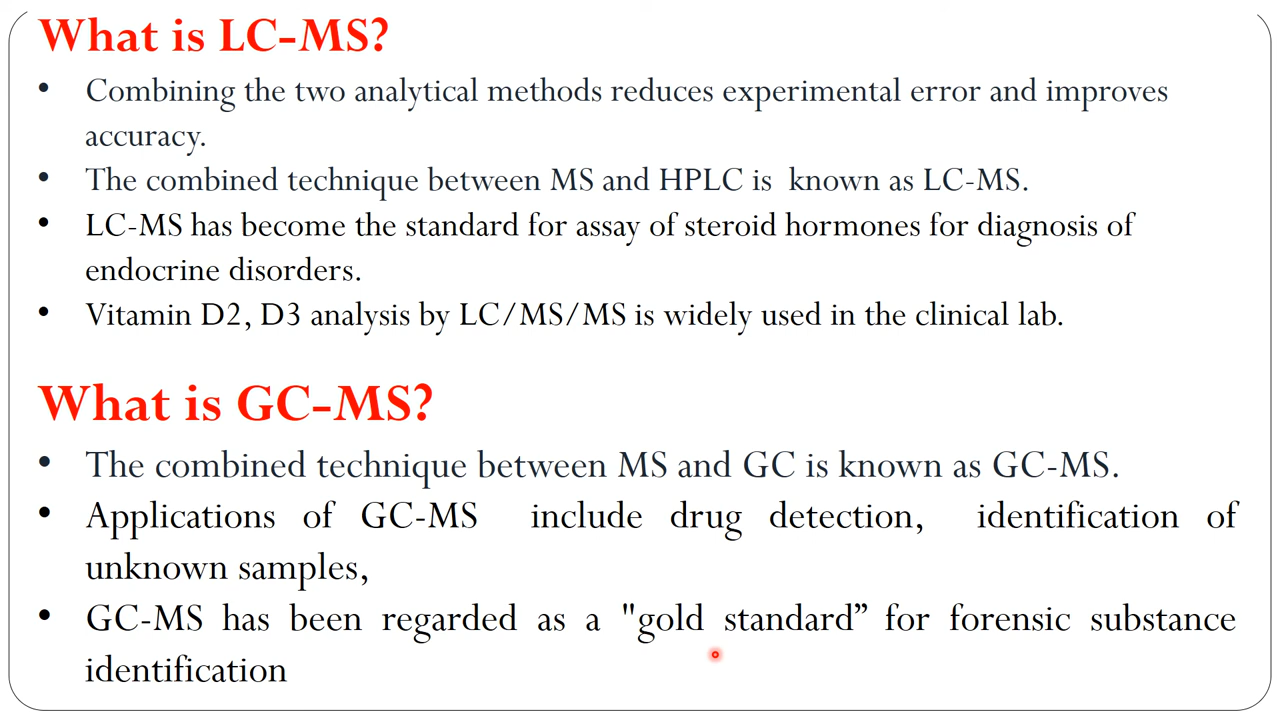 What is LC-MS?
• Combining the two analytical methods reduces experimental error and improves
accuracy.
• The combined technique between MS and HPLC is known as LC-MS.
• LC-MS has become the standard for assay of steroid hormones for diagnosis of
endocrine disorders.
• Vitamin D2, D3 analysis by LC/MS/MS is widely used in the clinical lab.
What is GC-MS?
• The combined technique between MS and GC is known as GC-MS.
• Applications of GC-MS include drug detection, identification of
unknown samples,
• GC-MS has been regarded as a "gold standard” for forensic substance
identification